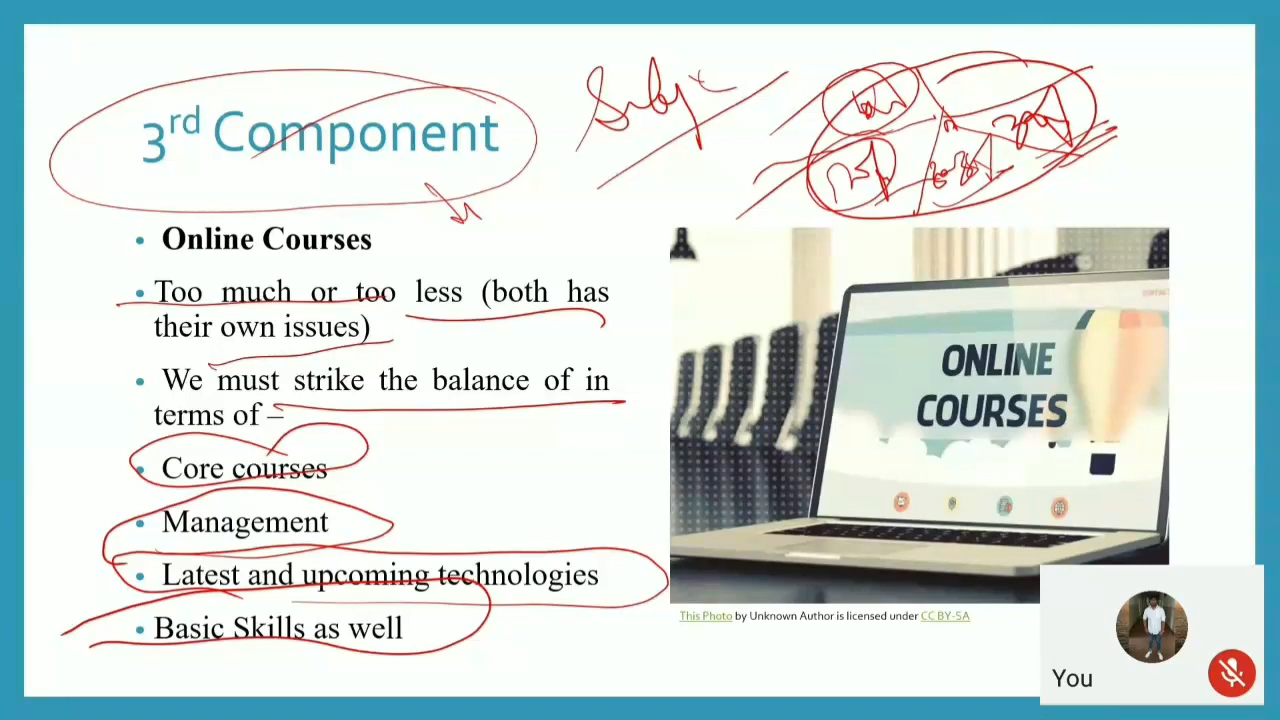 3rd Component
• Online Courses
• Too much or too less (both has
their own issues)
• We must strike the balance of in
terms of –
• Core courses
• Management
• Latest and upcoming technologies
• Basic Skills as well
ONLINE
COURSES
This Photo by Unknown Author is licensed under CC BY-SA
You